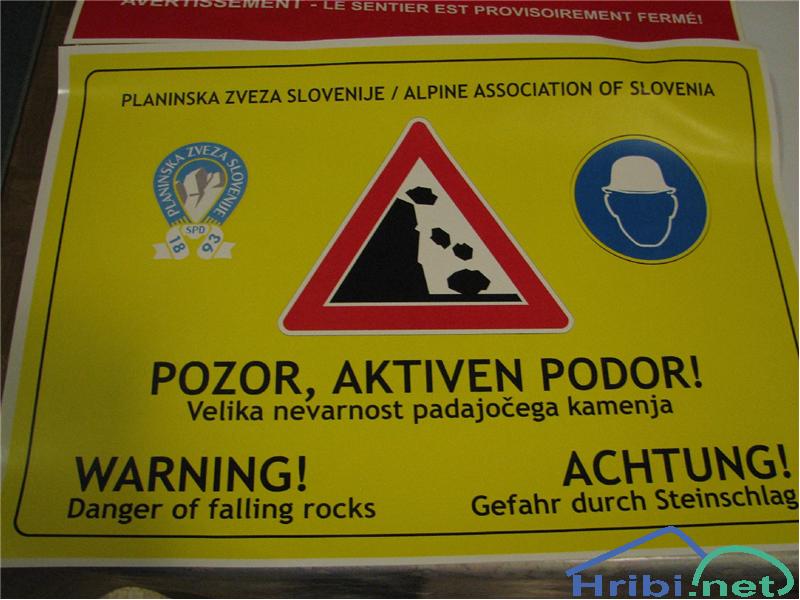 AVERTISSEMENT - LE SENTIER EST PROVISOIREMENT FERMÉ!
PLANINSKA ZVEZA SLOVENIJE / ALPINE ASSOCIATION OF SLOVENIA
PLANINSKA ZVEZA SLOVENIJE
SPD
18 93
POZOR, AKTIVEN PODOR!
Velika nevarnost padajočega kamenja
WARNING!
Danger of falling rocks
ACHTUNG!
Gefahr durch Steinschlag
Hribi.net